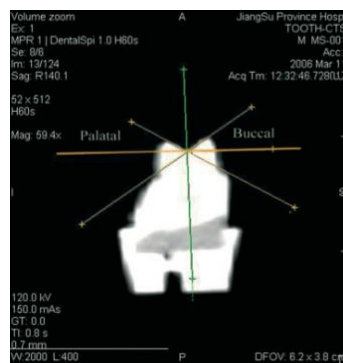 Volume zoom
Ex: 1
MPR 1 | DentalSpi 1.0 H60s
Se: 8/8
Im: 13/124
Sag: R140.1
A
JiangSu Province Hosp
TOOTH-CTS
M MS-00
Acc:
2006 Mar 1
Acq Tm: 12:32:46.7280
52 x 512
H60s
Mag: 59.4x
Palatal
Buccal
120.0 kV
150.0 mAs
GT: 0.0
TI: 0.8 s
0.7 mm
W:2000 L:400
P
DFOV: 6.2 x 3.8 c